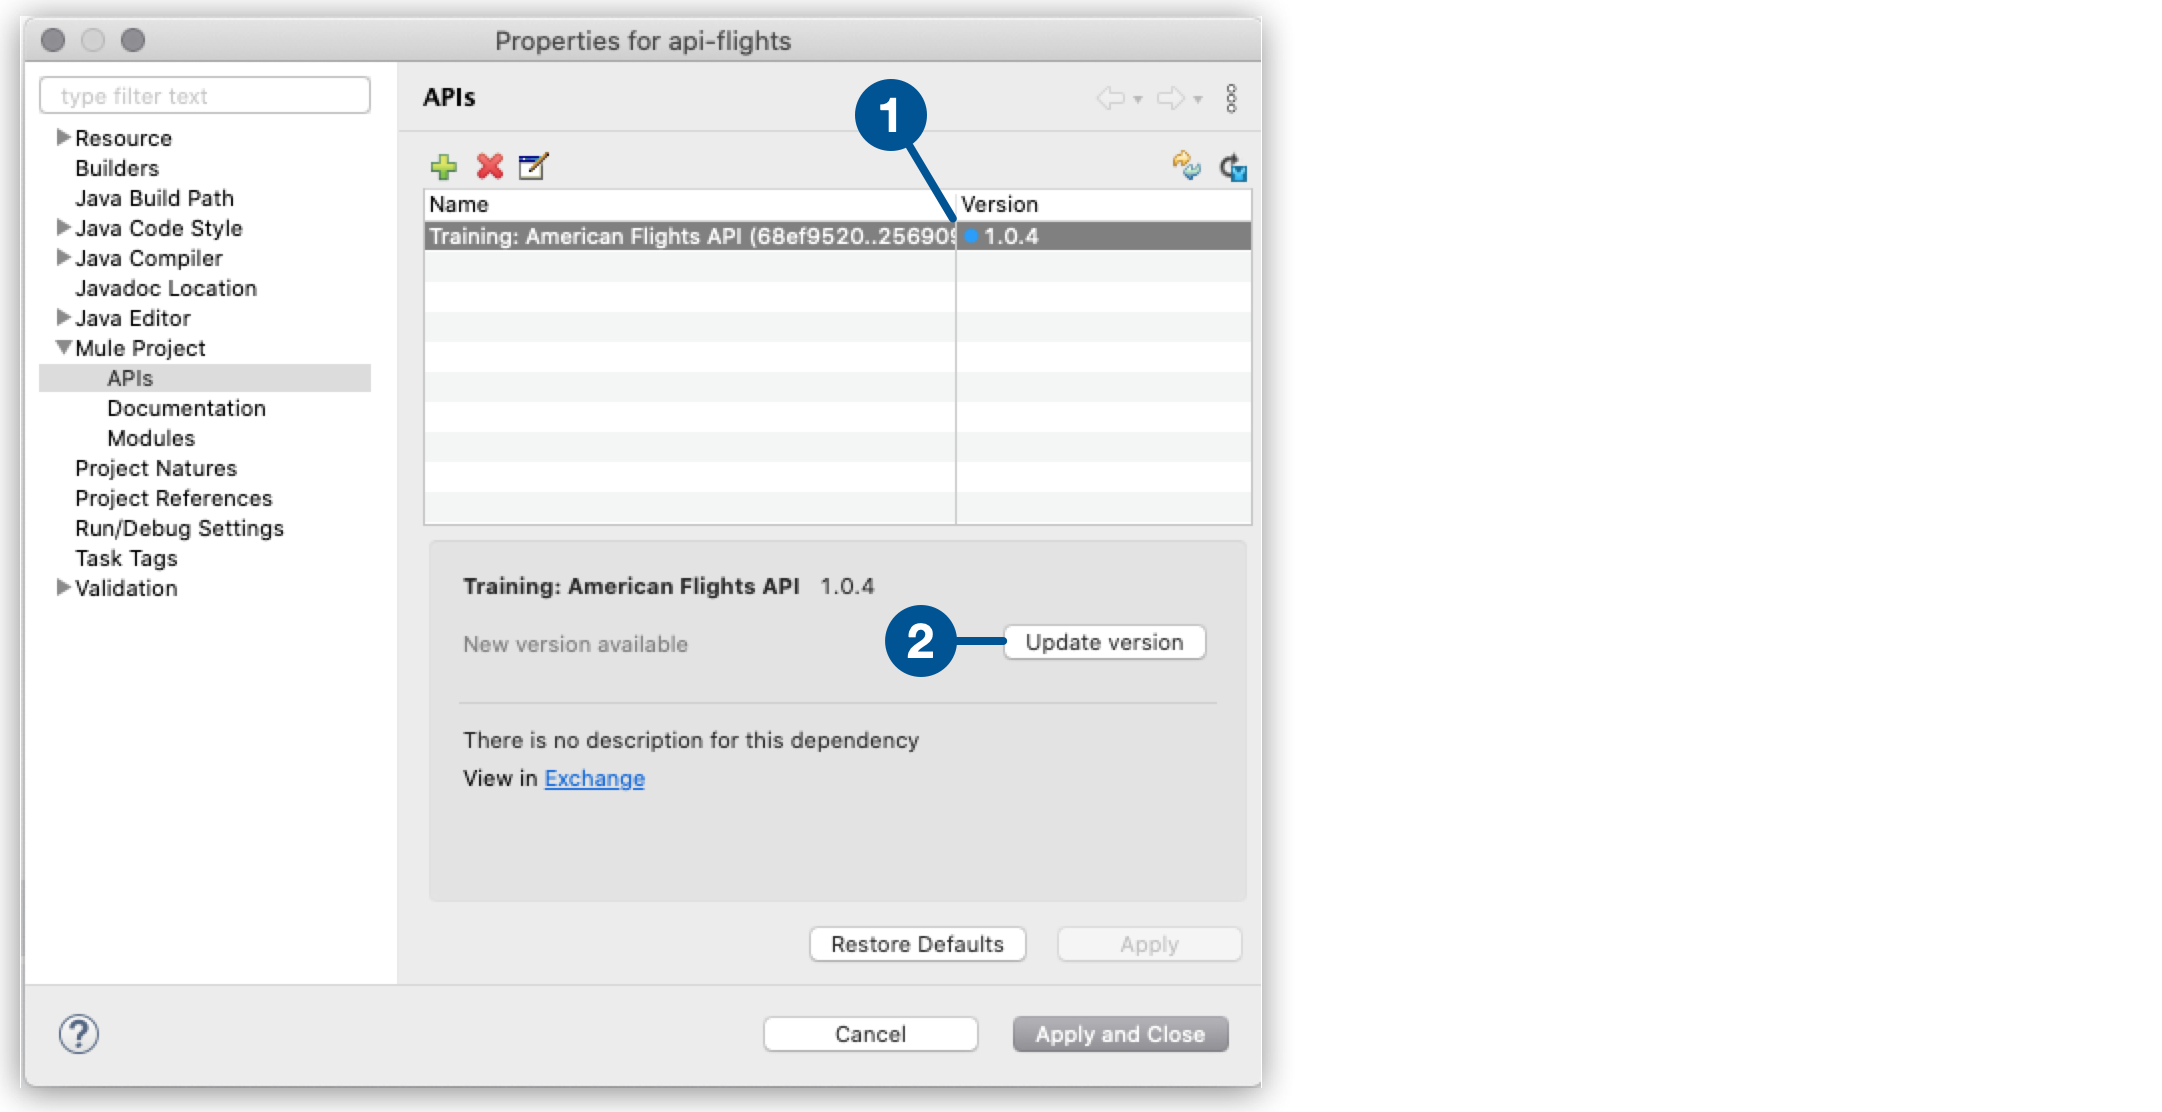 Properties for api-flights
type filter text
Resource
Builders
Java Build Path
Java Code Style
Java Compiler
Javadoc Location
Java Editor
Mule Project
APIs
Documentation
Modules
Project Natures
Project References
Run/Debug Settings
Task Tags
Validation
APIs
1
Name Version
Training: American Flights API (68ef9520..256909 1.0.4
Training: American Flights API 1.0.4
New version available
2
Update version
There is no description for this dependency
View in Exchange
Restore Defaults Apply
?
Cancel Apply and Close